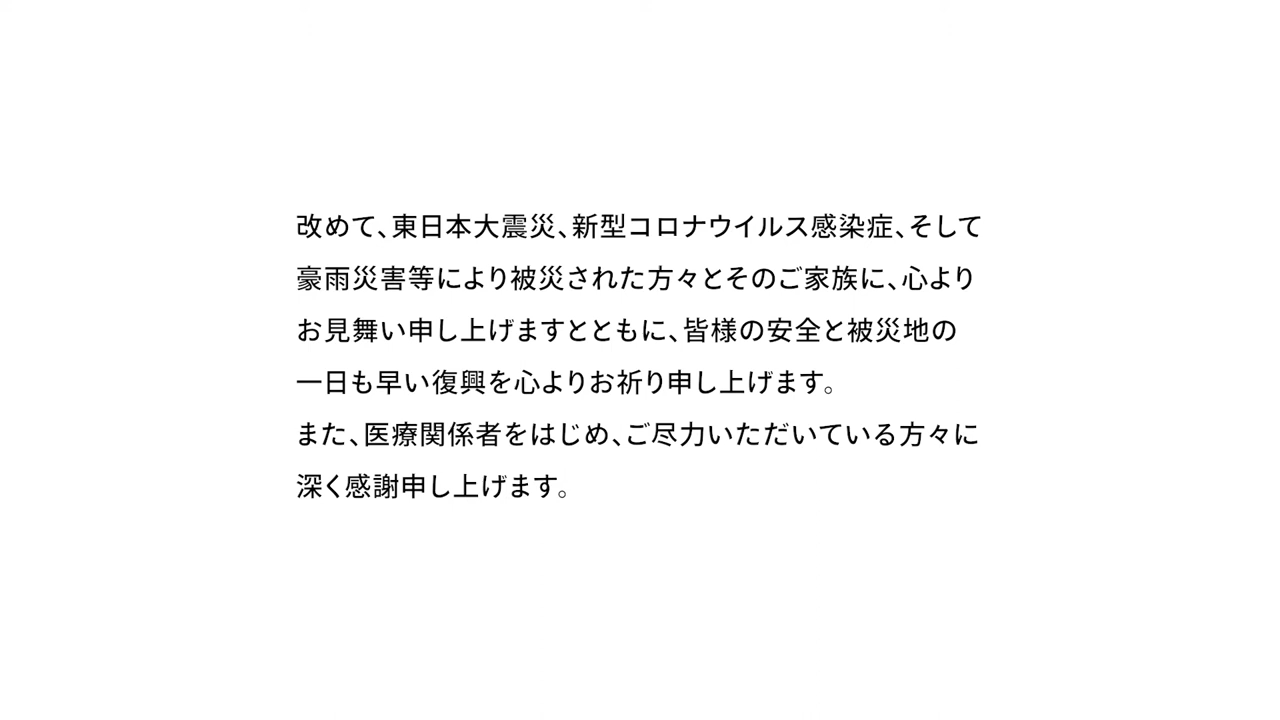 改めて、東日本大震災、新型コロナウイルス感染症、そして
豪雨災害等により被災された方々とそのご家族に、心より
お見舞い申し上げますとともに、皆様の安全と被災地の
一日も早い復興を心よりお祈り申し上げます。
また、医療関係者をはじめ、ご尽力いただいている方々に
深く感謝申し上げます。